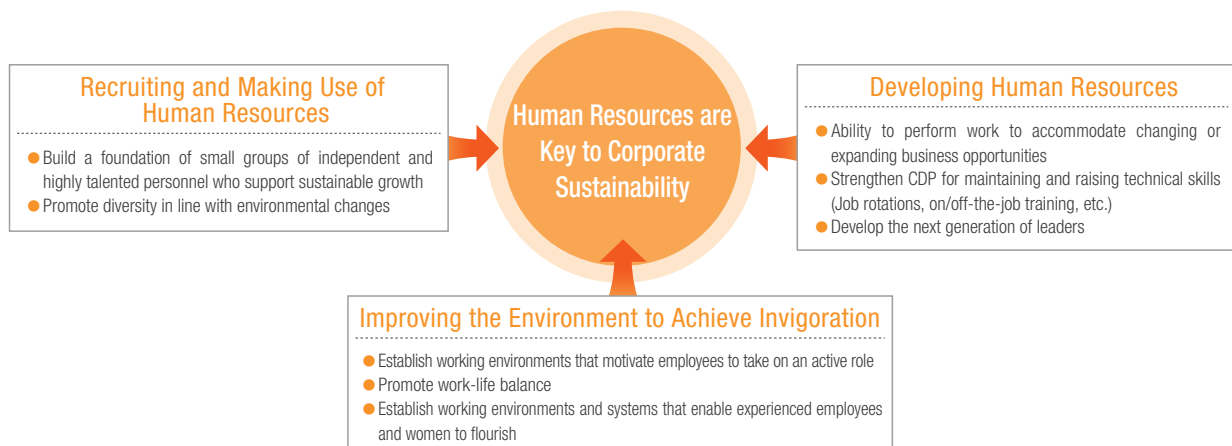 Recruiting and Making Use of
Human Resources
● Build a foundation of small groups of independent and
highly talented personnel who support sustainable growth
● Promote diversity in line with environmental changes
Human Resources are
Key to Corporate
Sustainability
Developing Human Resources
● Ability to perform work to accommodate changing or
expanding business opportunities
● Strengthen CDP for maintaining and raising technical skills
(Job rotations, on/off-the-job training, etc.)
● Develop the next generation of leaders
Improving the Environment to Achieve Invigoration
● Establish working environments that motivate employees to take on an active role
● Promote work-life balance
● Establish working environments and systems that enable experienced employees
and women to flourish